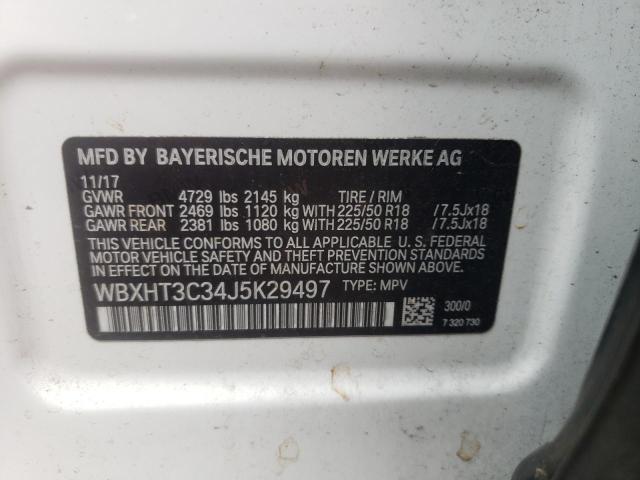 MFD BY BAYERISCHE MOTOREN WERKE AG
11/17
GVWR 4729 lbs 2145 kg TIRE / RIM
GAWR FRONT 2469 lbs 1120 kg WITH 225/50 R18 /7.5Jx18
GAWR REAR 2381 lbs 1080 kg WITH 225/50 R18 /7.5Jx18
THIS VEHICLE CONFORMS TO ALL APPLICABLE U. S. FEDERAL
MOTOR VEHICLE SAFETY, BUMPER, AND THEFT PREVENTION
STANDARDS IN EFFECT ON THE DATE OF MANUFACTURE SHOWN ABOVE.
WBXHT3C34J5K29497 TYPE: MPV
300/0
7 320 730